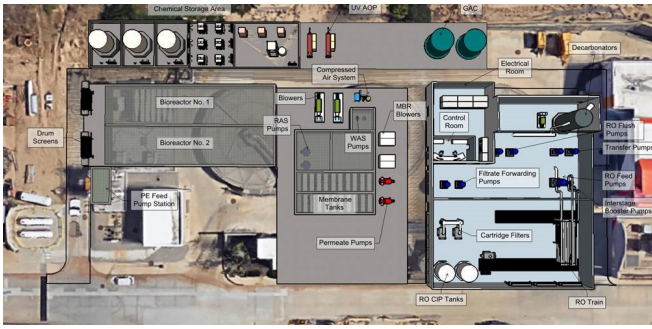 Chemical Storage Area
UV AOP
GAC
Decarbonators
Electrical
Room
Compressed
Air System
Blowers
Bioreactor No. 1
MBR
Blowers
Control
Room
RAS
Pumps
WAS
Pumps
RO Flush
Pumps
Transfer Pumps
Drum
Screens
Bioreactor No. 2
Filtrate Forwarding
Pumps
RO Feed
Pumps
PE Feed
Pump Station
Membrane
Tanks
Interstage
Booster Pumps
Permeate Pumps
Cartridge Filters
RO CIP Tanks
RO Train